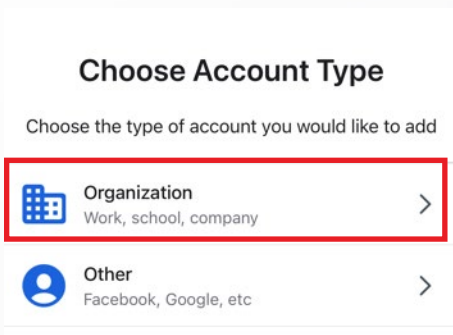 Choose Account Type
Choose the type of account you would like to add
Organization
Work, school, company
Other
Facebook, Google, etc